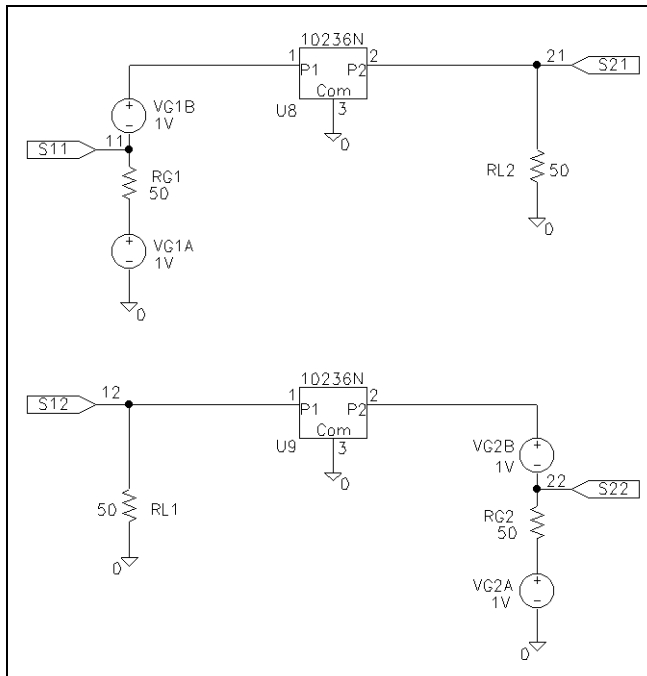 10236N
1 P1 P2 2
21 S21
Com
U8 3
0
VG1B
1V
S11 11
RG1
50
RL2 50
0
VG1A
1V
0
10236N
S12 12
1 P1 P2 2
Com
U9 3
0
VG2B
1V
22 S22
50 RL1
RG2
50
0
VG2A
1V
0